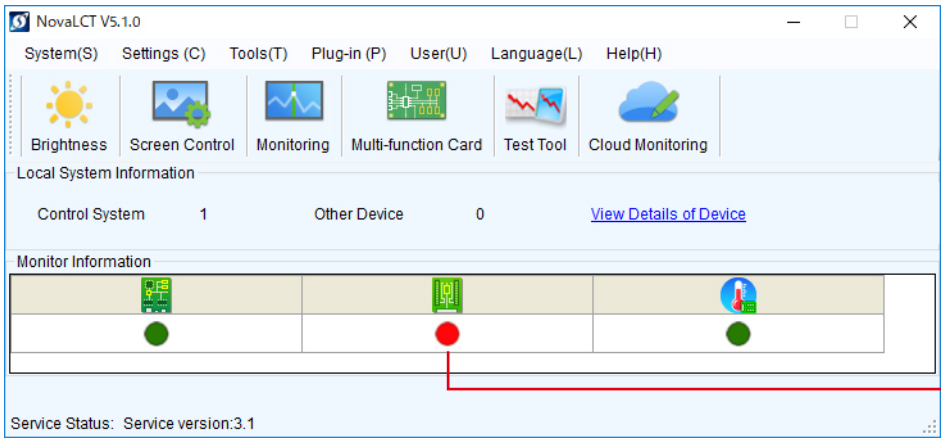 NovaLCT V5.1.0
System(S) Settings (C) Tools(T) Plug-in (P) User(U) Language(L) Help(H)
Brightness Screen Control Monitoring Multi-function Card Test Tool Cloud Monitoring
Local System Information
Control System 1 Other Device 0 View Details of Device
Monitor Information
Service Status: Service version:3.1